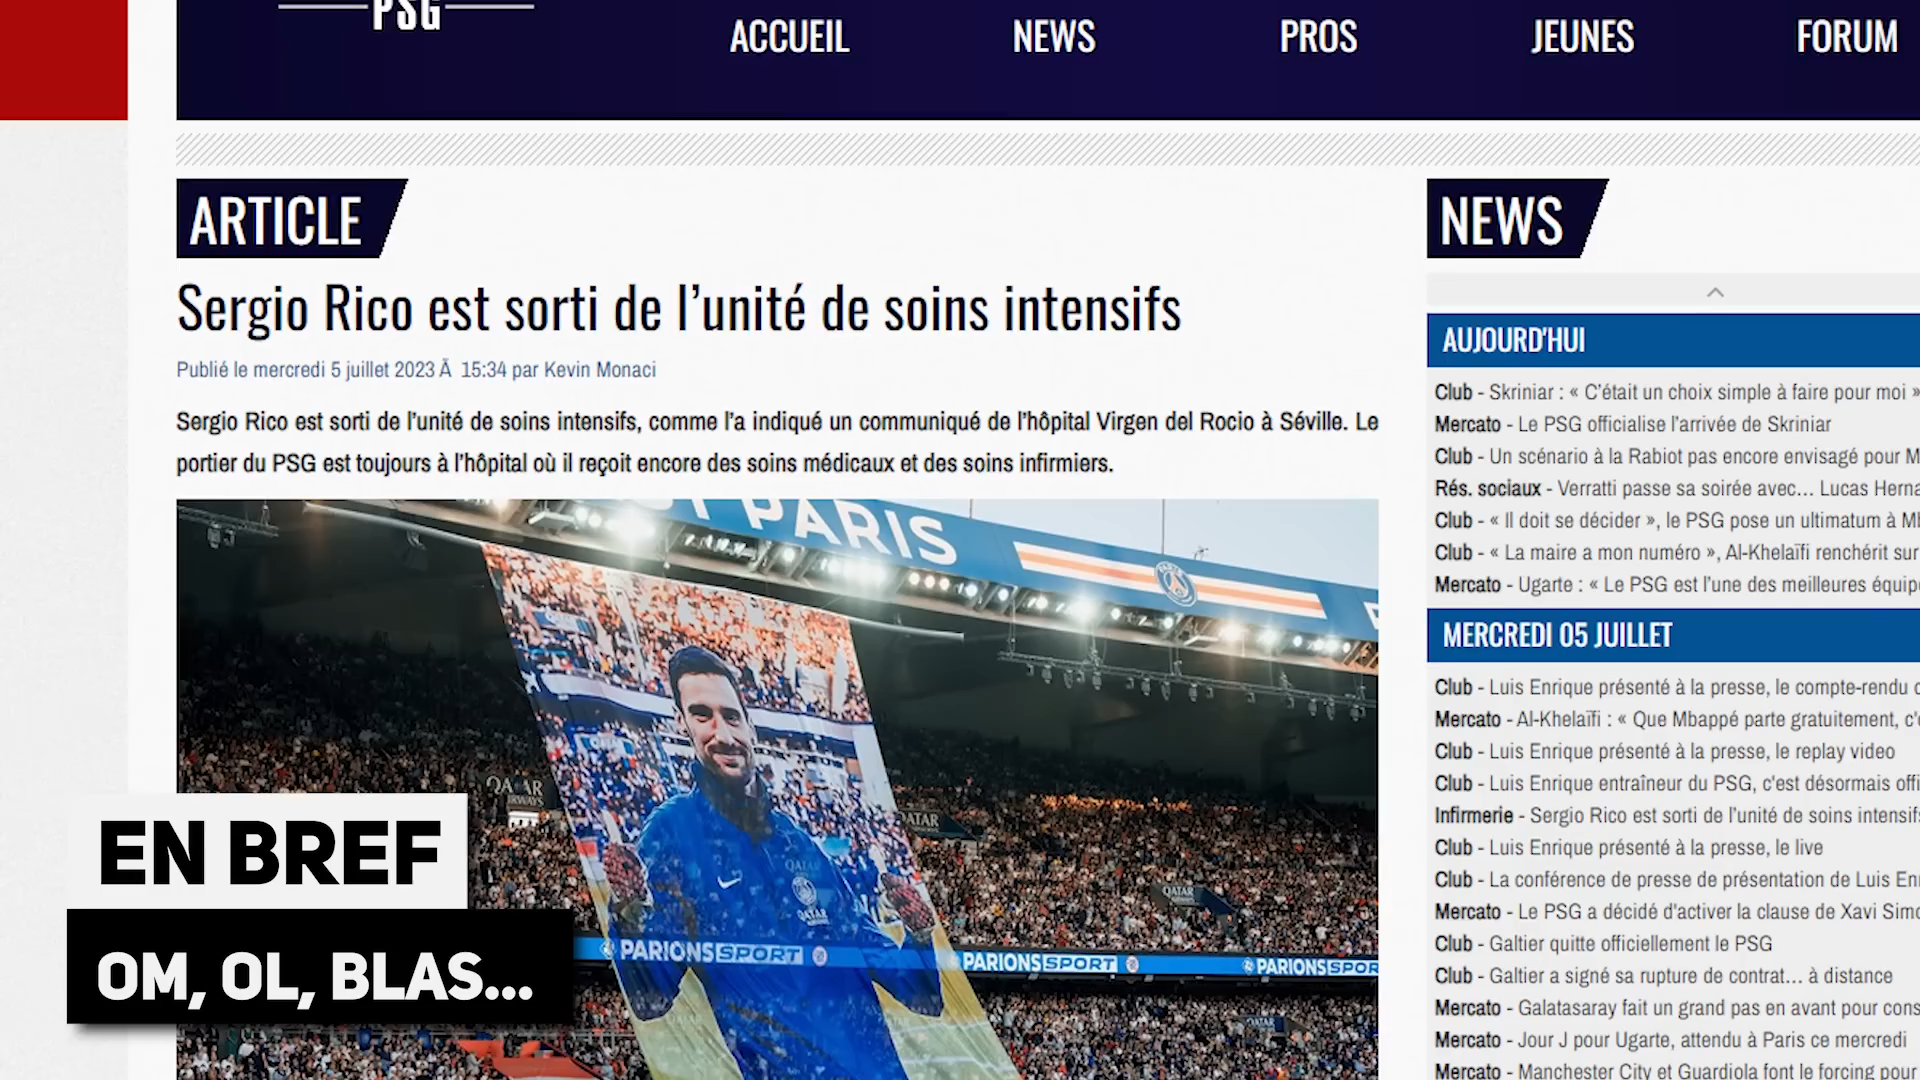 PSG
ACCUEIL
NEWS
PROS
JEUNES
FORUM
ARTICLE
Sergio Rico est sorti de l’unité de soins intensifs
Publié le mercredi 5 juillet 2023 Ã 15:34 par Kevin Monaci
Sergio Rico est sorti de l’unité de soins intensifs, comme l’a indiqué un communiqué de l’hôpital Virgen del Rocio à Séville. Le
portier du PSG est toujours à l’hôpital où il reçoit encore des soins médicaux et des soins infirmiers.
PARIS
QATAR
AIRWAYS
QATAR
QATAR
QATAR
QATAR
QATAR
PARIONSSPORT
PARIONSSPORT
PARIONSSPOR
EN BREF
OM, OL, BLAS...
NEWS
AUJOURD'HUI
Club - Skriniar : « C’était un choix simple à faire pour moi »
Mercato - Le PSG officialise l’arrivée de Skriniar
Club - Un scénario à la Rabiot pas encore envisagé pour M
Rés. sociaux - Verratti passe sa soirée avec… Lucas Herna
Club - « Il doit se décider », le PSG pose un ultimatum à Mb
Club - « La maire a mon numéro », Al-Khelaïfi renchérit sur
Mercato - Ugarte : « Le PSG est l’une des meilleures équipe
MERCREDI 05 JUILLET
Club - Luis Enrique présenté à la presse, le compte-rendu
Mercato - Al-Khelaïfi : « Que Mbappé parte gratuitement, c’
Club - Luis Enrique présenté à la presse, le replay video
Club - Luis Enrique entraîneur du PSG, c'est désormais offi
Infirmerie - Sergio Rico est sorti de l’unité de soins intensifs
Club - Luis Enrique présenté à la presse, le live
Club - La conférence de presse de présentation de Luis Enr
Mercato - Le PSG a décidé d'activer la clause de Xavi Simo
Club - Galtier quitte officiellement le PSG
Club - Galtier a signé sa rupture de contrat… à distance
Mercato - Galatasaray fait un grand pas en avant pour cons
Mercato - Jour J pour Ugarte, attendu à Paris ce mercredi
Mercato - Manchester City et Guardiola font le forcing pour